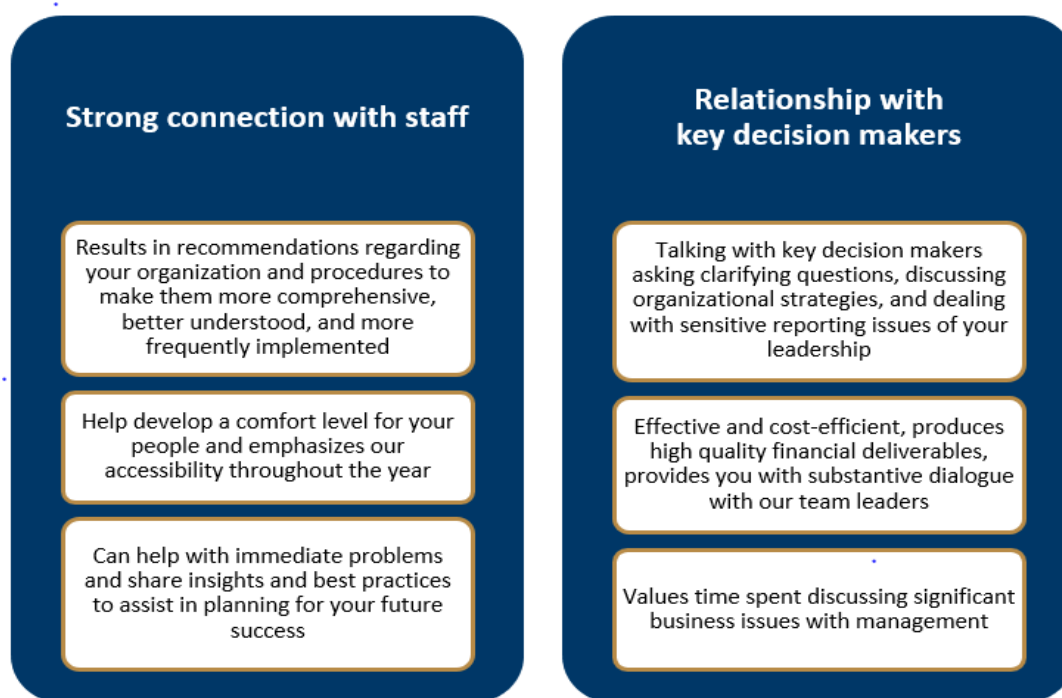 Strong connection with staff
Results in recommendations regarding
your organization and procedures to
make them more comprehensive,
better understood, and more
frequently implemented
Help develop a comfort level for your
people and emphasizes our
accessibility throughout the year
Can help with immediate problems
and share insights and best practices
to assist in planning for your future
success
Relationship with
key decision makers
Talking with key decision makers
asking clarifying questions, discussing
organizational strategies, and dealing
with sensitive reporting issues of your
leadership
Effective and cost-efficient, produces
high quality financial deliverables,
provides you with substantive dialogue
with our team leaders
Values time spent discussing significant
business issues with management